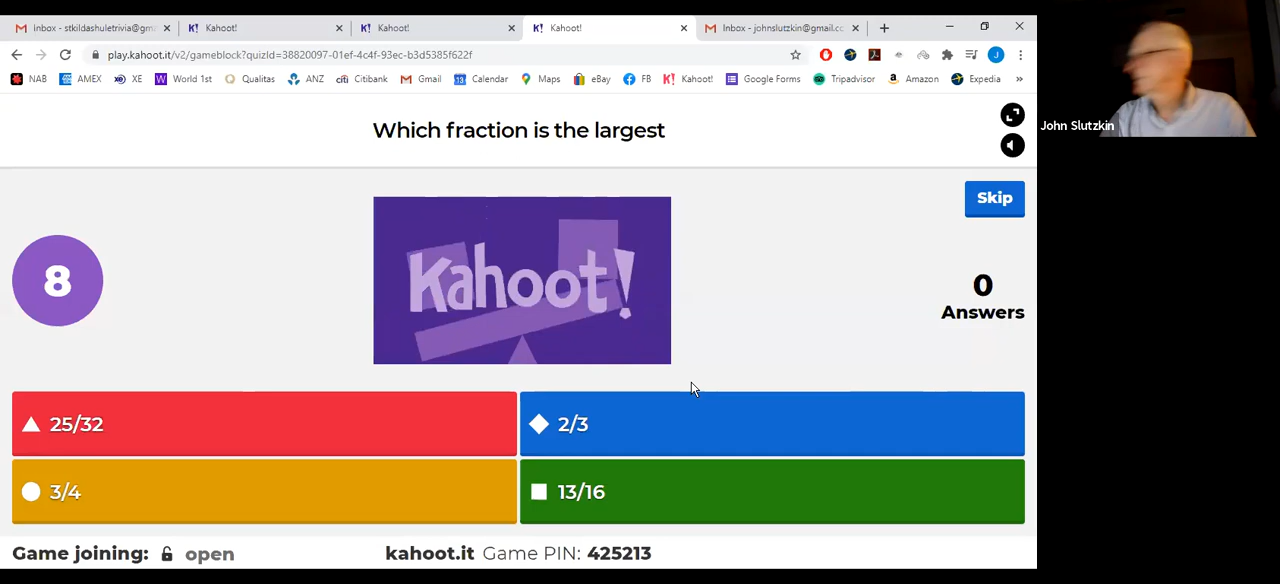 Inbox - stkildashuletrivia@gm
Kahoot!
Kahoot!
Kahoot!
Inbox - johnslutzkin@gmail.cc
play.kahoot.it/v2/gameblock?quizId=38820097-01ef-4c4f-93ec-b3d5385f622f
J
NAB
AMEX
XE
World 1st
Qualitas
ANZ
citi Citibank
Gmail
Calendar
Maps
eBay
FB
K! Kahoot!
Google Forms
Tripadvisor
Amazon
Expedia
»
Which fraction is the largest
John Slutzkin
Skip
8
Kahoot!
0
Answers
25/32
2/3
3/4
13/16
Game joining: open
kahoot.it Game PIN: 425213